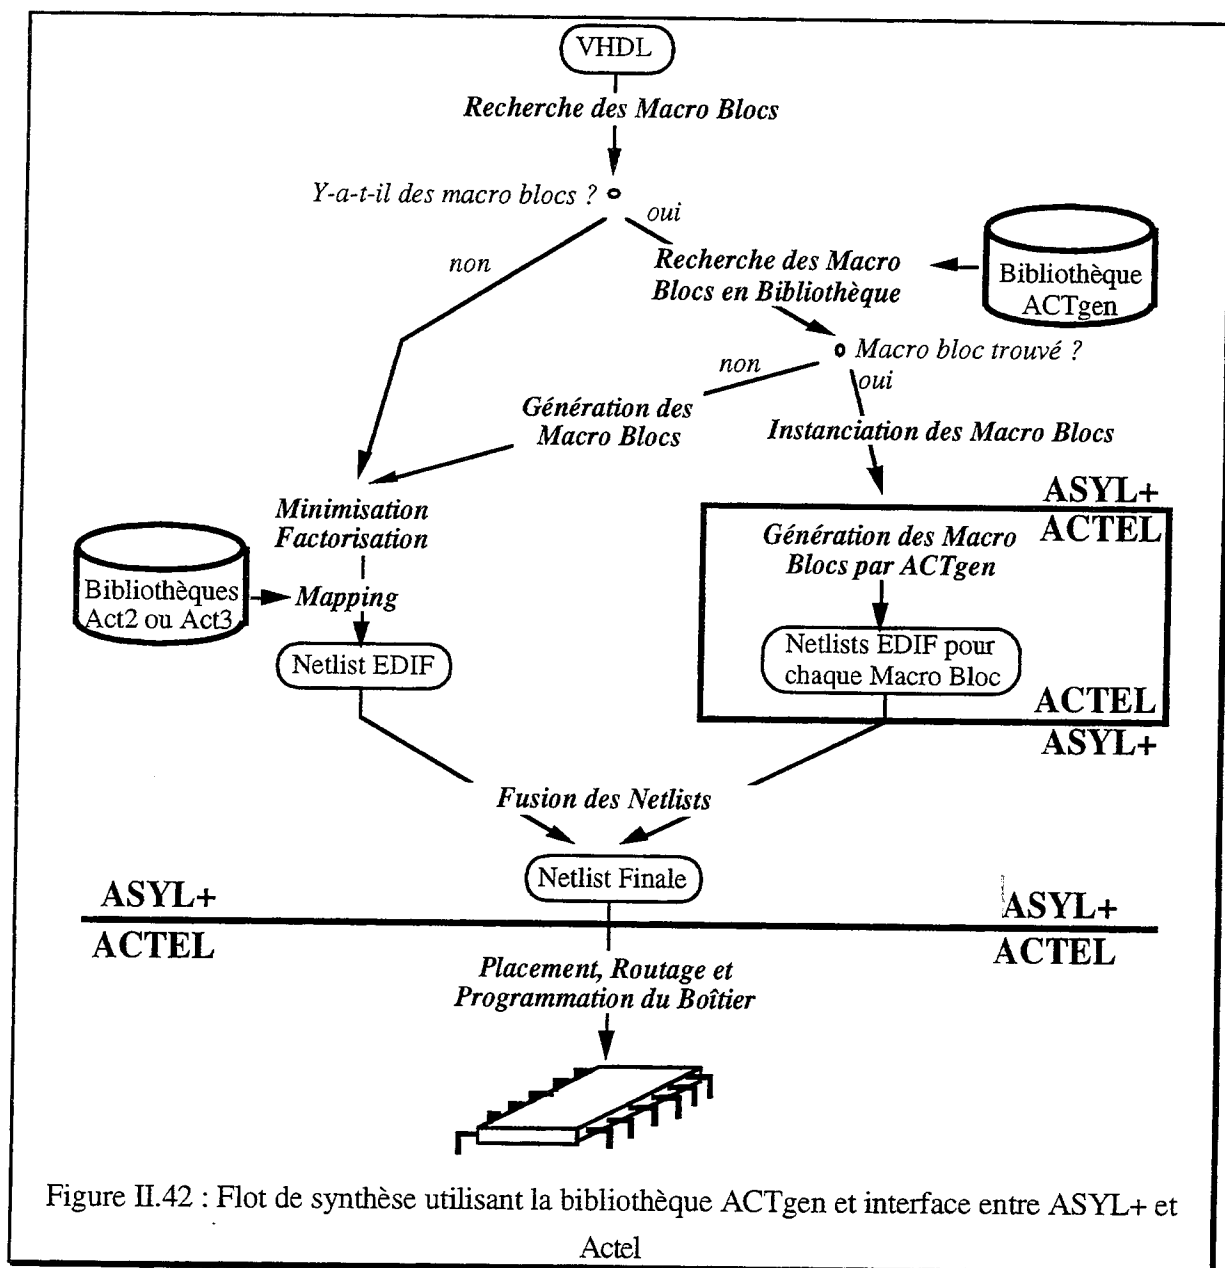 VHDL
Recherche des Macro Blocs
Y-a-t-il des macro blocs ?
oui
non
Recherche des Macro
Blocs en Bibliothèque
Bibliothèque
ACTgen
Macro bloc trouvé ?
non
oui
Génération des
Macro Blocs
Instanciation des Macro Blocs
ASYL+
ACTEL
Minimisation
Factorisation
Génération des Macro
Blocs par ACTgen
Bibliothèques
Act2 ou Act3
Mapping
Netlist EDIF
Netlists EDIF pour
chaque Macro Bloc
ACTEL
ASYL+
Fusion des Netlists
Netlist Finale
ASYL+
ASYL+
ACTEL
ACTEL
Placement, Routage et
Programmation du Boîtier
Figure II.42 : Flot de synthèse utilisant la bibliothèque ACTgen et interface entre ASYL+ et
Actel